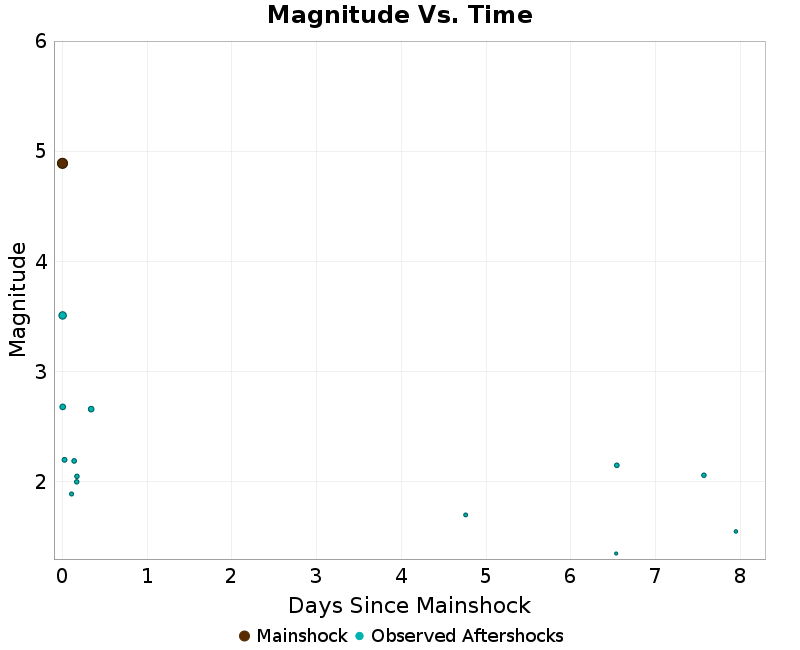 Magnitude Vs. Time
6
5
4
3
2
Magnitude
0 1 2 3 4 5 6 7 8
Days Since Mainshock
Mainshock Observed Aftershocks